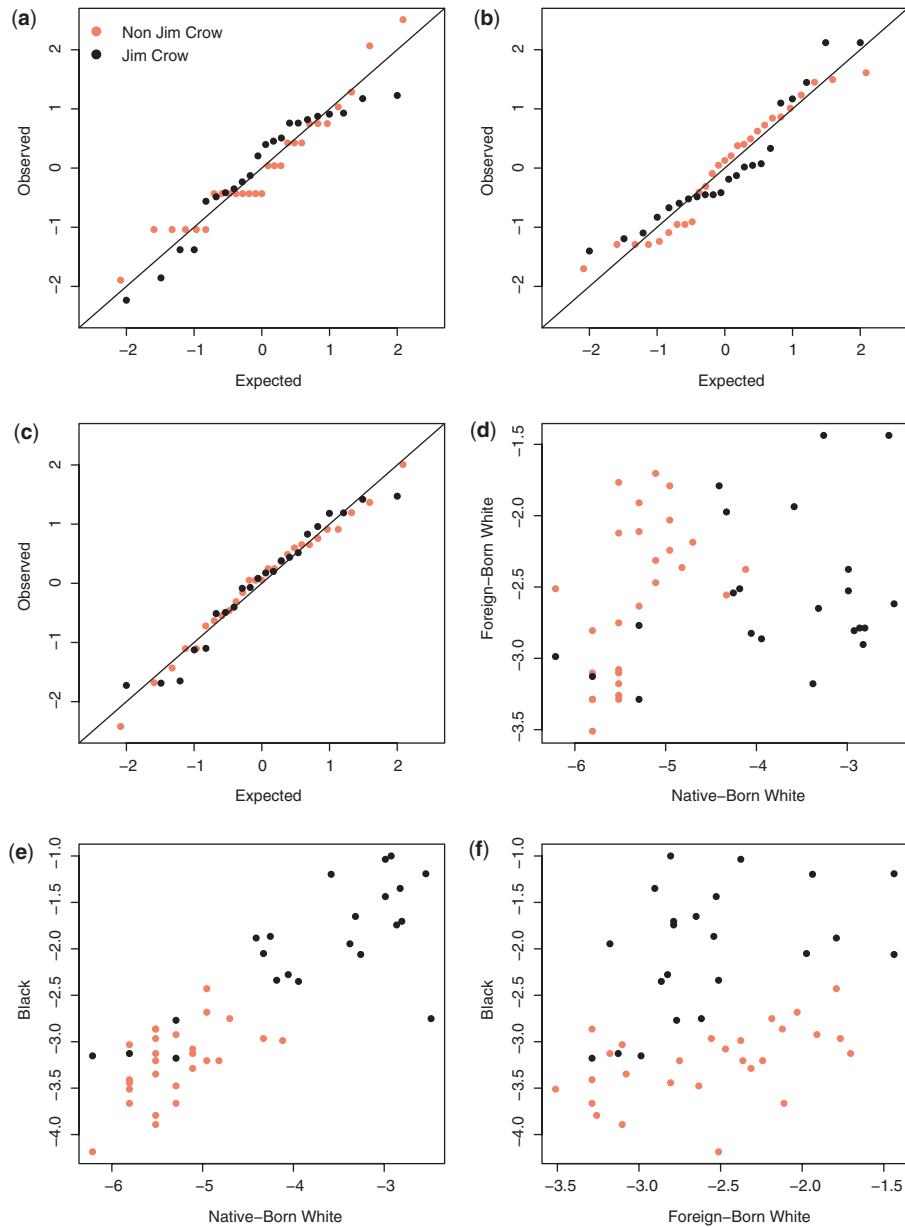 (a)
Non Jim Crow
Jim Crow
Observed
2
1
0
−1
−2
−2 −1 0 1 2
Expected
(b)
Observed
2
1
0
−1
−2
−2 −1 0 1 2
Expected
(c)
Observed
2
1
0
−1
−2
−2 −1 0 1 2
Expected
(d)
Foreign−Born White
−1.5
−2.0
−2.5
−3.0
−3.5
−6 −5 −4 −3
Native−Born White
(e)
Black
−1.0
−1.5
−2.0
−2.5
−3.0
−3.5
−4.0
−6 −5 −4 −3
Native−Born White
(f)
Black
−1.0
−1.5
−2.0
−2.5
−3.0
−3.5
−4.0
−3.5 −3.0 −2.5 −2.0 −1.5
Foreign−Born White